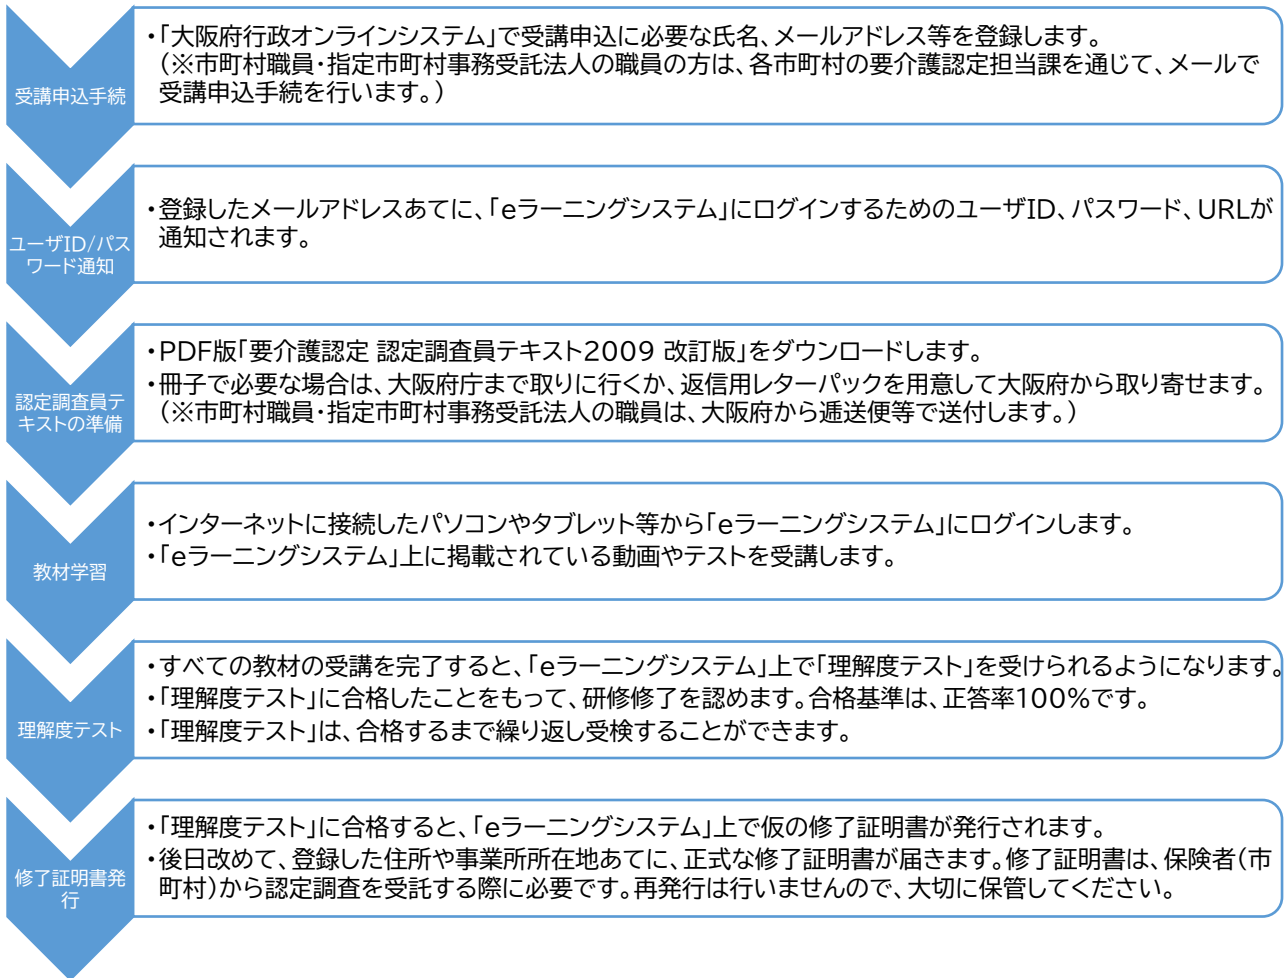 受講申込手続
・「大阪府行政オンラインシステム」で受講申込に必要な氏名、メールアドレス等を登録します。
（※市町村職員・指定市町村事務受託法人の職員の方は、各市町村の要介護認定担当課を通じて、メールで
受講申込手続を行います。）
ユーザID/パス
ワード通知
・登録したメールアドレスあてに、「eラーニングシステム」にログインするためのユーザID、パスワード、URLが
通知されます。
認定調査員テ
キストの準備
・PDF版「要介護認定 認定調査員テキスト2009 改訂版」をダウンロードします。
・冊子で必要な場合は、大阪府庁まで取りに行くか、返信用レターパックを用意して大阪府から取り寄せます。
（※市町村職員・指定市町村事務受託法人の職員は、大阪府から逓送便等で送付します。）
教材学習
・インターネットに接続したパソコンやタブレット等から「eラーニングシステム」にログインします。
・「eラーニングシステム」上に掲載されている動画やテストを受講します。
理解度テスト
・すべての教材の受講を完了すると、「eラーニングシステム」上で「理解度テスト」を受けられるようになります。
・「理解度テスト」に合格したことをもって、研修修了を認めます。合格基準は、正答率100％です。
・「理解度テスト」は、合格するまで繰り返し受検することができます。
修了証明書発
行
・「理解度テスト」に合格すると、「eラーニングシステム」上で仮の修了証明書が発行されます。
・後日改めて、登録した住所や事業所所在地あてに、正式な修了証明書が届きます。修了証明書は、保険者（市
町村）から認定調査を受託する際に必要です。再発行は行いませんので、大切に保管してください。